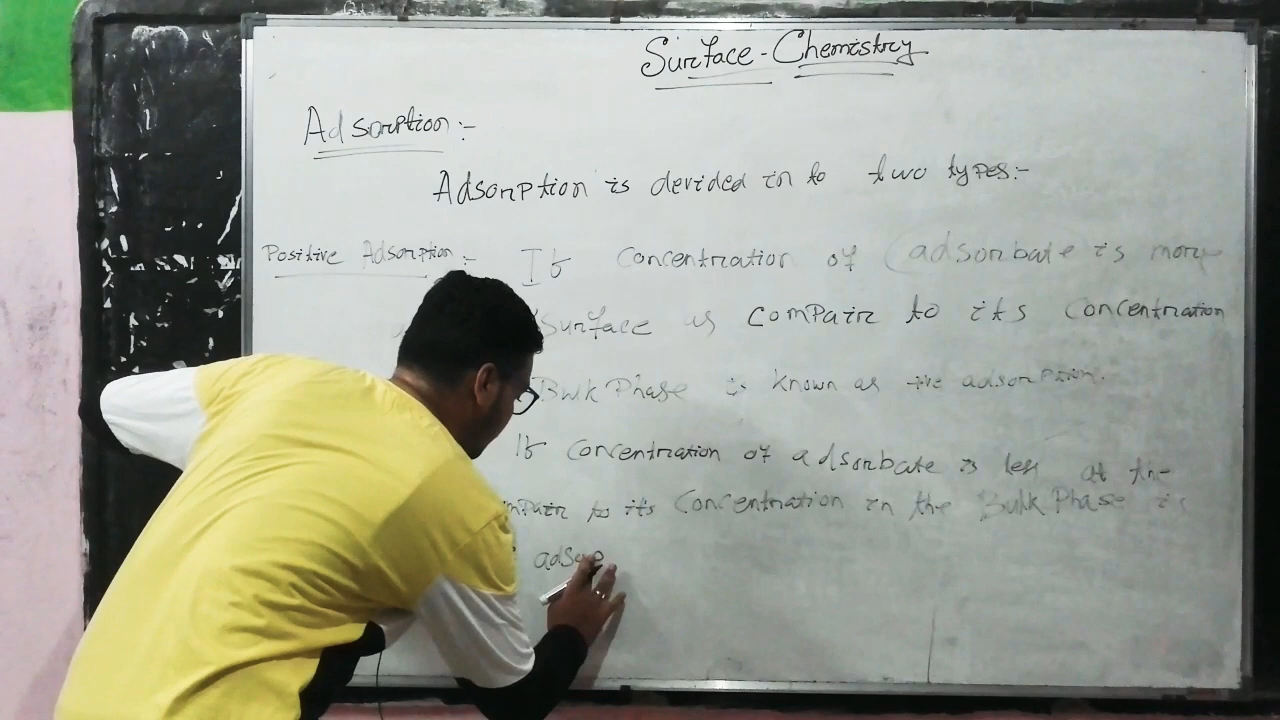 Surface - Chemistry
Adsorption :-
Adsorption is devided in to two types:-
Positive Adsorption :- If Concentration of adsorbate is more
surface as compair to its concentration
Bulk Phase is known as +ive adsorption.
If concentration of adsorbate is less at the
to its Concentration in the Bulk Phase is